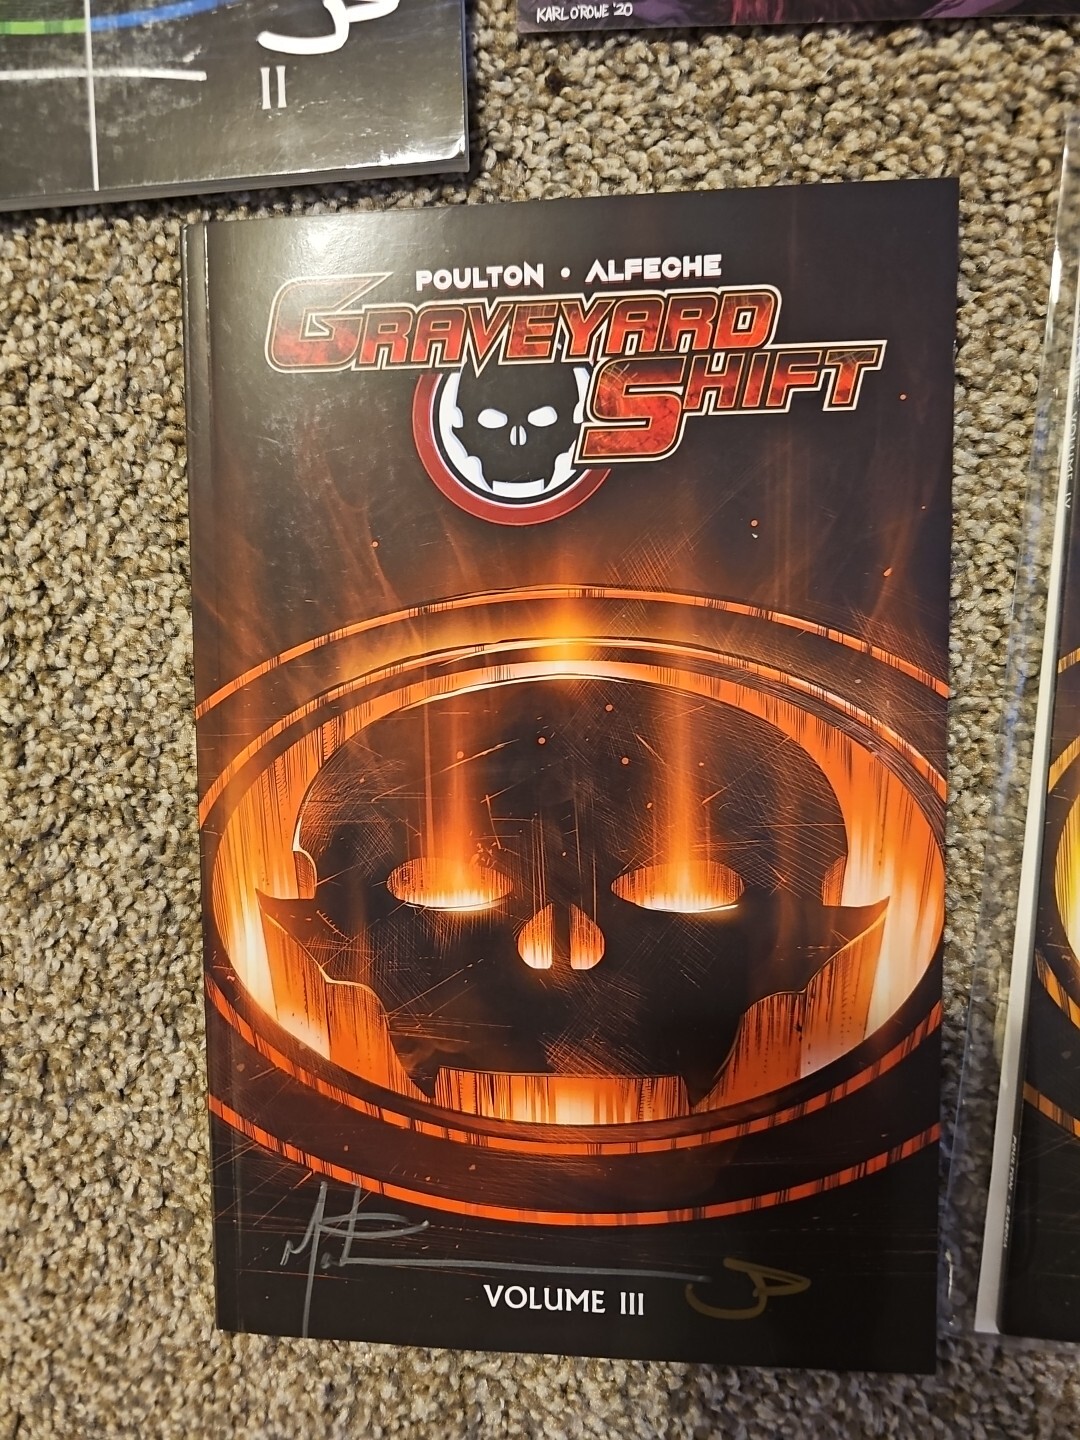 KARL O'ROWE '20
II
POULTON • ALFECHE
GRAVEYARD
SHIFT
VOLUME III